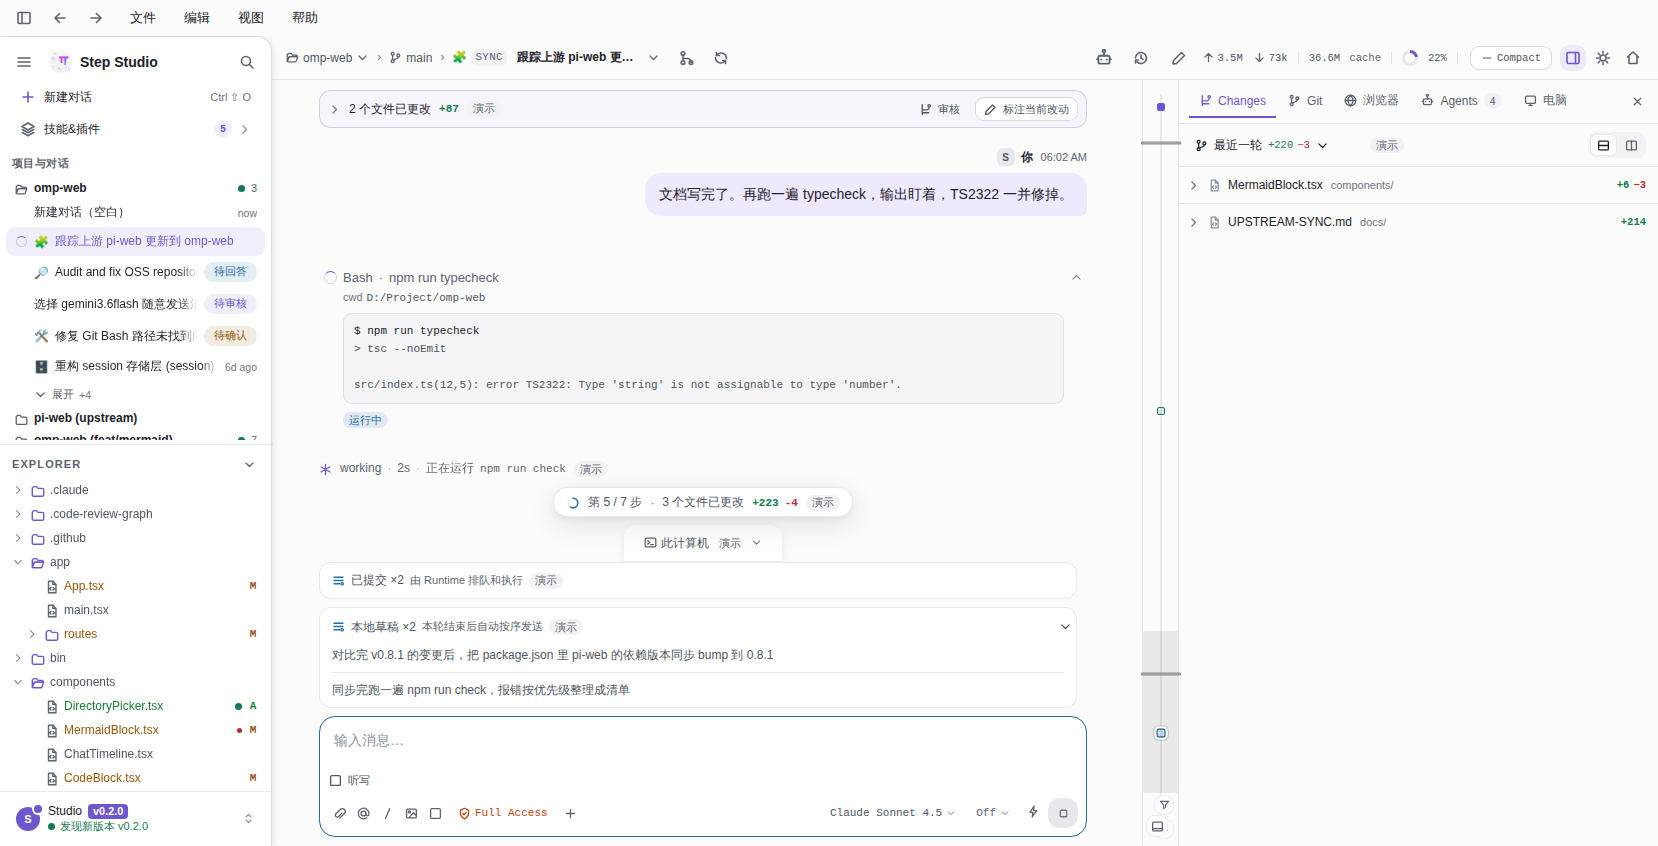 文件 编辑 视图 帮助
Step Studio
新建对话 Ctrl ⇧ O
技能&插件 5
项目与对话
omp-web 3
新建对话（空白） now
跟踪上游 pi-web 更新到 omp-web
Audit and fix OSS reposito 待回答
选择 gemini3.6flash 随意发送 待审核
修复 Git Bash 路径未找到 待确认
重构 session 存储层 (session) 6d ago
展开 +4
pi-web (upstream)
omp-web (feat/mermaid) 7
EXPLORER
.claude
.code-review-graph
.github
app
App.tsx M
main.tsx
routes M
bin
components
DirectoryPicker.tsx A
MermaidBlock.tsx M
ChatTimeline.tsx
CodeBlock.tsx M
S Studio v0.2.0
发现新版本 v0.2.0
omp-web › main › SYNC 跟踪上游 pi-web 更…
3.5M 73k 36.6M cache 22% Compact
2 个文件已更改 +87 演示 审核 标注当前改动
S 你 06:02 AM
文档写完了。再跑一遍 typecheck，输出盯着，TS2322 一并修掉。
Bash · npm run typecheck
cwd D:/Project/omp-web
$ npm run typecheck
> tsc --noEmit
src/index.ts(12,5): error TS2322: Type 'string' is not assignable to type 'number'.
运行中
working · 2s · 正在运行 npm run check 演示
第 5 / 7 步 · 3 个文件已更改 +223 -4 演示
此计算机 演示
已提交 ×2 由 Runtime 排队和执行 演示
本地草稿 ×2 本轮结束后自动按序发送 演示
对比完 v0.8.1 的变更后，把 package.json 里 pi-web 的依赖版本同步 bump 到 0.8.1
同步完跑一遍 npm run check，报错按优先级整理成清单
输入消息…
听写
@ / Full Access + Claude Sonnet 4.5 Off
Changes Git 浏览器 Agents 4 电脑
最近一轮 +220 −3 演示
MermaidBlock.tsx components/ +6 −3
UPSTREAM-SYNC.md docs/ +214